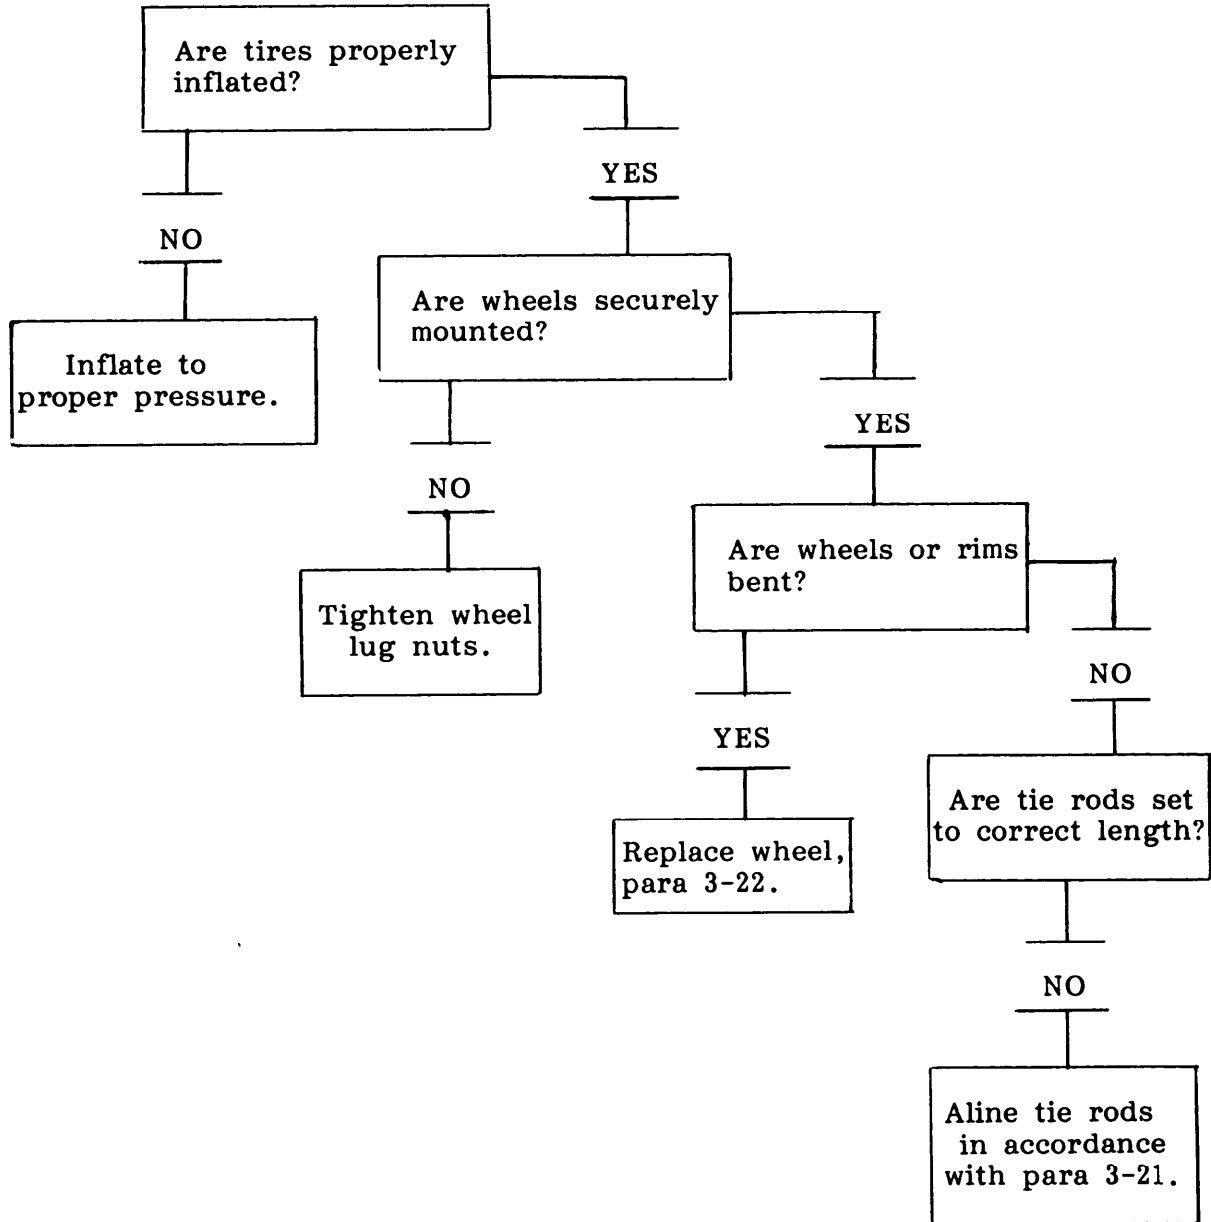 Are tires properly
inflated?
YES
NO
Are wheels securely
mounted?
Inflate to
proper pressure.
YES
NO
Are wheels or rims
bent?
Tighten wheel
lug nuts.
NO
YES
Are tie rods set
to correct length?
Replace wheel,
para 3-22.
NO
Aline tie rods
in accordance
with para 3-21.